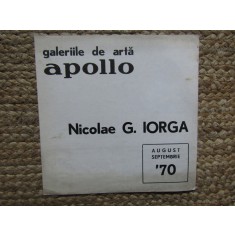 galeriile de artă
apollo
Nicolae G. IORGA
AUGUST
SEPTEMBRIE
'70